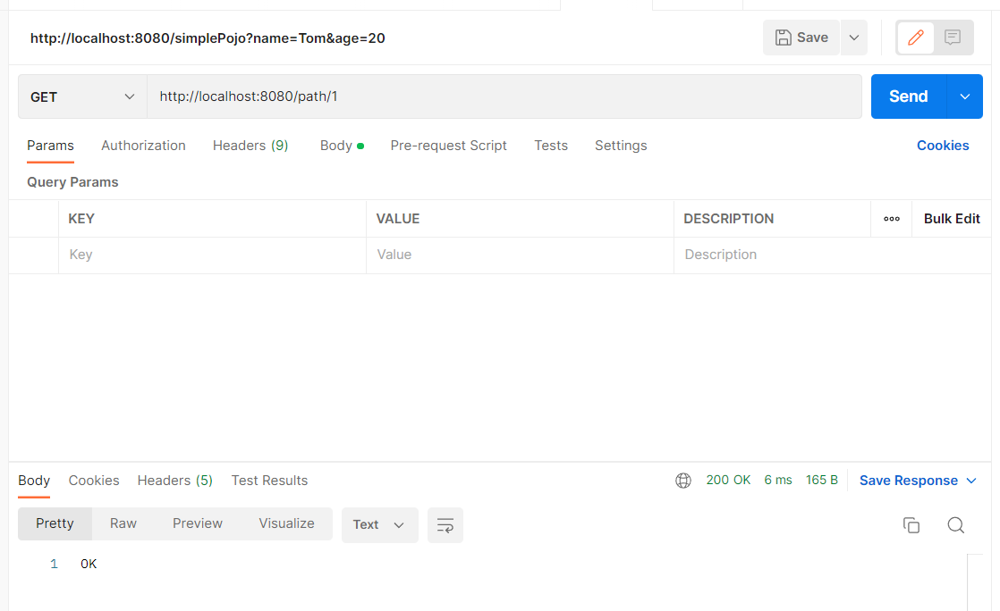 http://localhost:8080/simplePojo?name=Tom&age=20 Save
GET http://localhost:8080/path/1 Send
Params Authorization Headers (9) Body Pre-request Script Tests Settings Cookies
Query Params
KEY VALUE DESCRIPTION ooo Bulk Edit
Key Value Description
Body Cookies Headers (5) Test Results 200 OK 6 ms 165 B Save Response
Pretty Raw Preview Visualize Text
1 OK